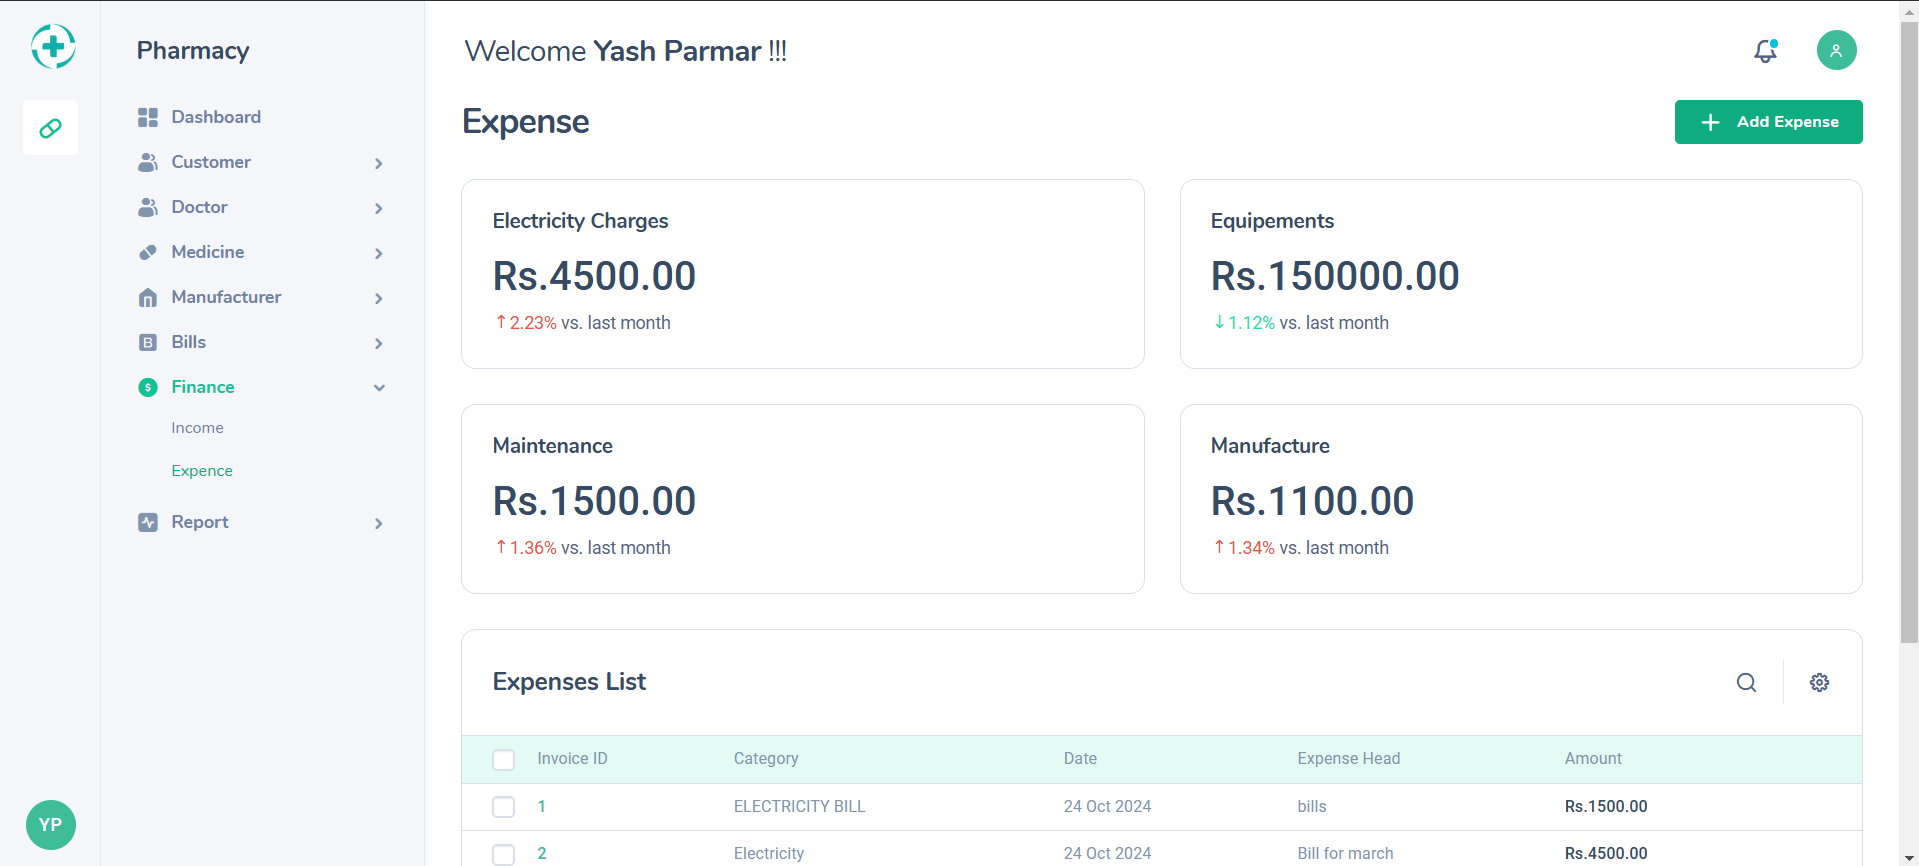 Pharmacy
Dashboard
Customer
Doctor
Medicine
Manufacturer
B Bills
$ Finance
Income
Expence
Report
YP
Welcome Yash Parmar !!!
Expense
+ Add Expense
Electricity Charges
Rs.4500.00
↑2.23% vs. last month
Equipements
Rs.150000.00
↓1.12% vs. last month
Maintenance
Rs.1500.00
↑1.36% vs. last month
Manufacture
Rs.1100.00
↑1.34% vs. last month
Expenses List
Invoice ID Category Date Expense Head Amount
1 ELECTRICITY BILL 24 Oct 2024 bills Rs.1500.00
2 Electricity 24 Oct 2024 Bill for march Rs.4500.00